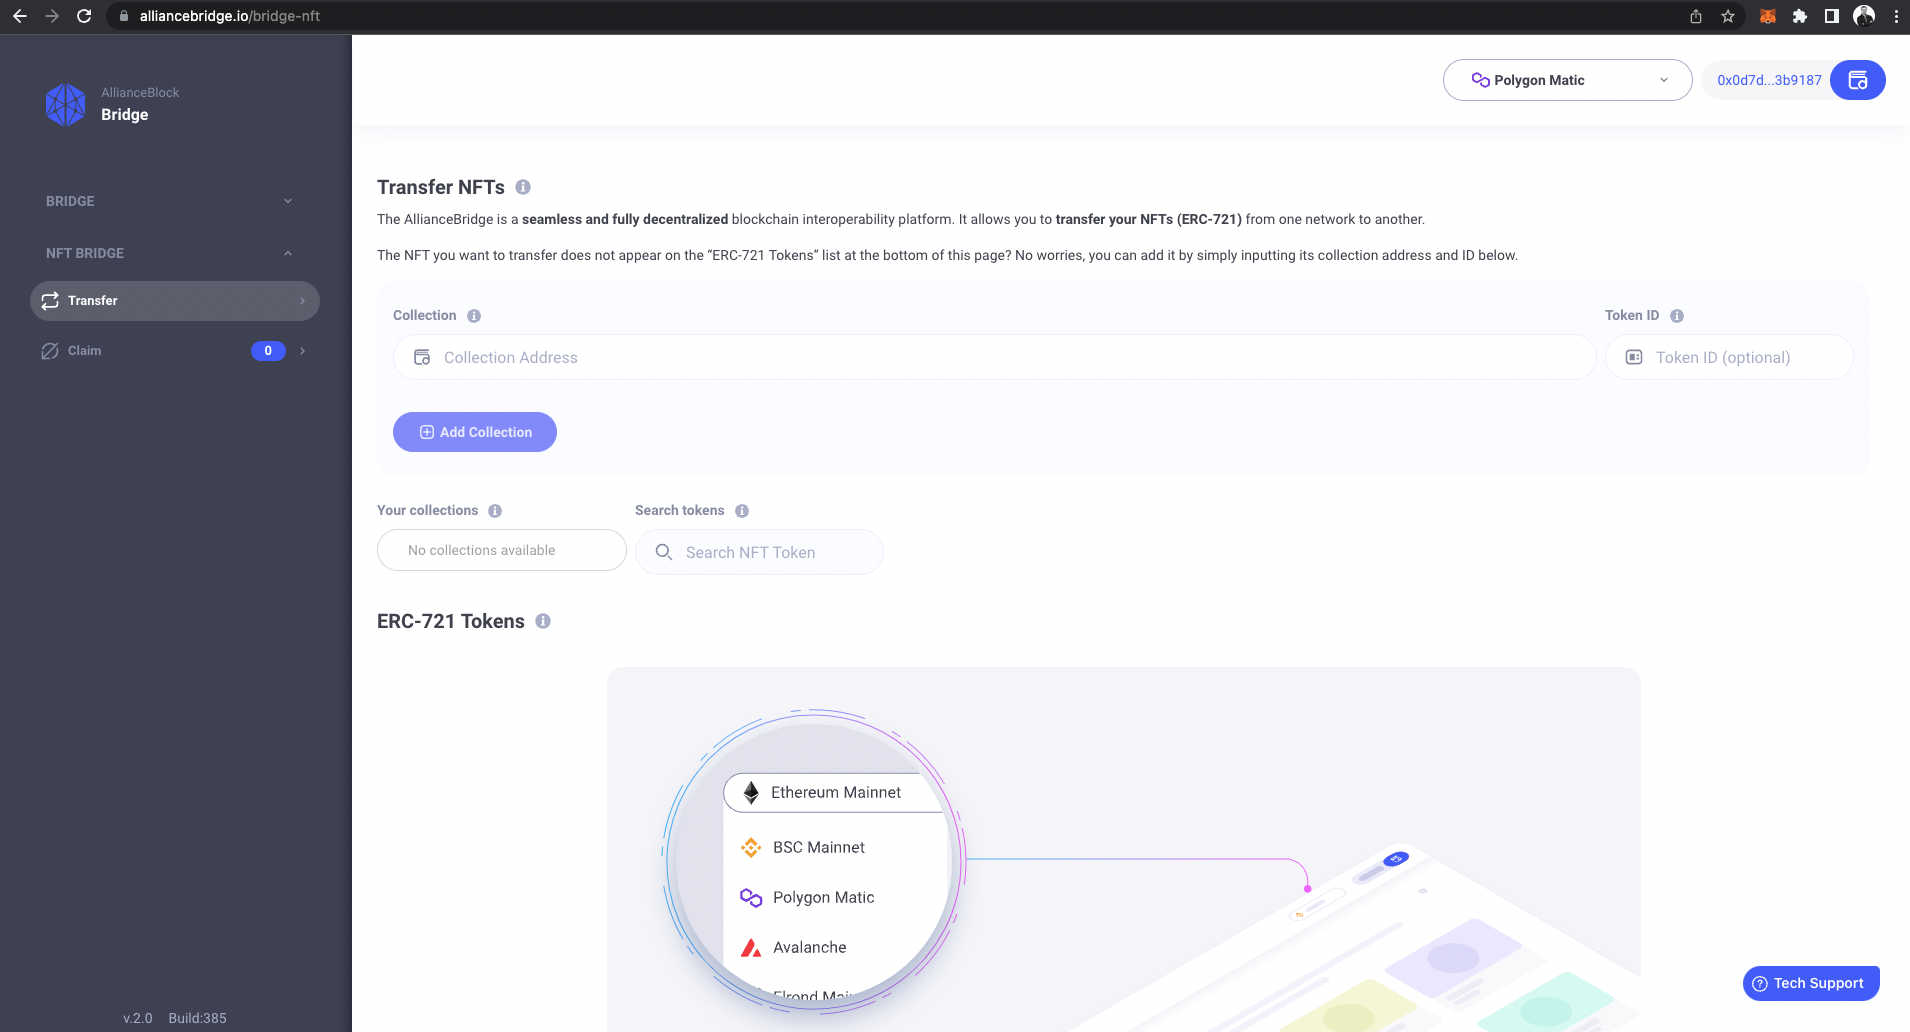 alliancebridge.io/bridge-nft
AllianceBlock
Bridge
BRIDGE
NFT BRIDGE
Transfer
Claim
0
v.2.0 Build:385
Polygon Matic
0x0d7d...3b9187
Transfer NFTs
The AllianceBridge is a seamless and fully decentralized blockchain interoperability platform. It allows you to transfer your NFTs (ERC-721) from one network to another.
The NFT you want to transfer does not appear on the “ERC-721 Tokens” list at the bottom of this page? No worries, you can add it by simply inputting its collection address and ID below.
Collection
Token ID
Collection Address
Token ID (optional)
Add Collection
Your collections
Search tokens
No collections available
Search NFT Token
ERC-721 Tokens
Ethereum Mainnet
BSC Mainnet
Polygon Matic
Avalanche
Elrond Mai
Tech Support